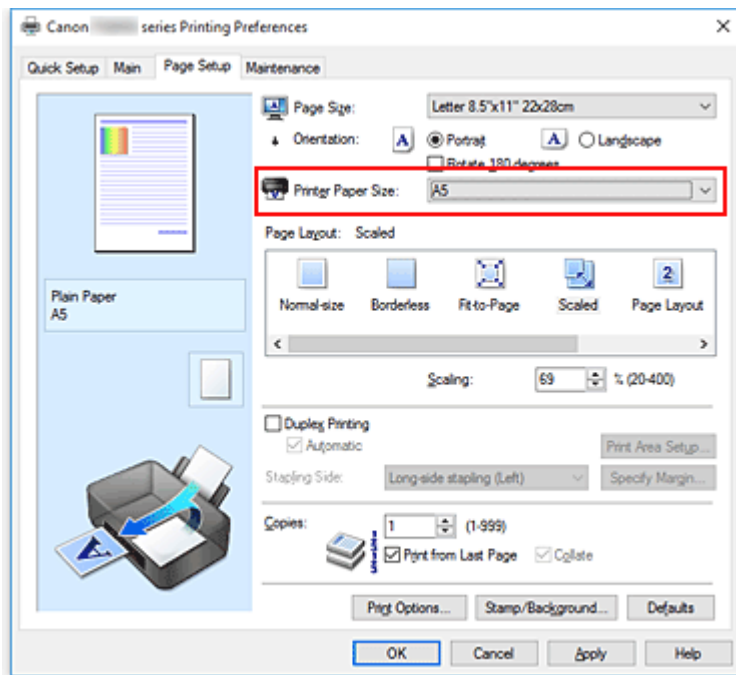 Canon series Printing Preferences
Quick Setup Main Page Setup Maintenance
Page Size: Letter 8.5"x11" 22x28cm
Orientation: A Portrait A Landscape
Rotate 180 degrees
Printer Paper Size: A5
Page Layout: Scaled
Normal-size Borderless Fit-to-Page Scaled Page Layout
Plain Paper
A5
Scaling: 69 % (20-400)
Duplex Printing
Automatic Print Area Setup...
Stapling Side: Long-side stapling (Left) Specify Margin...
Copies: 1 (1-999)
Print from Last Page Collate
Print Options... Stamp/Background... Defaults
OK Cancel Apply Help